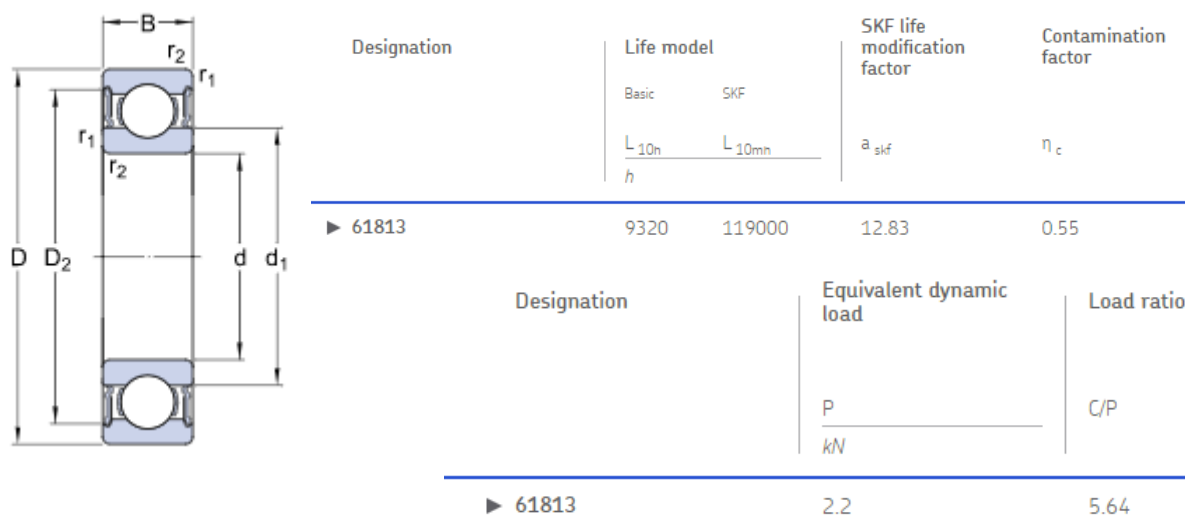 B
r2
r1
r1
r2
D D2 d d1
Designation Life model SKF life modification factor Contamination factor
Basic SKF
L 10h L 10mh a skf η c
h
▶ 61813 9320 119000 12.83 0.55
Designation Equivalent dynamic load Load ratio
P C/P
kN
▶ 61813 2.2 5.64